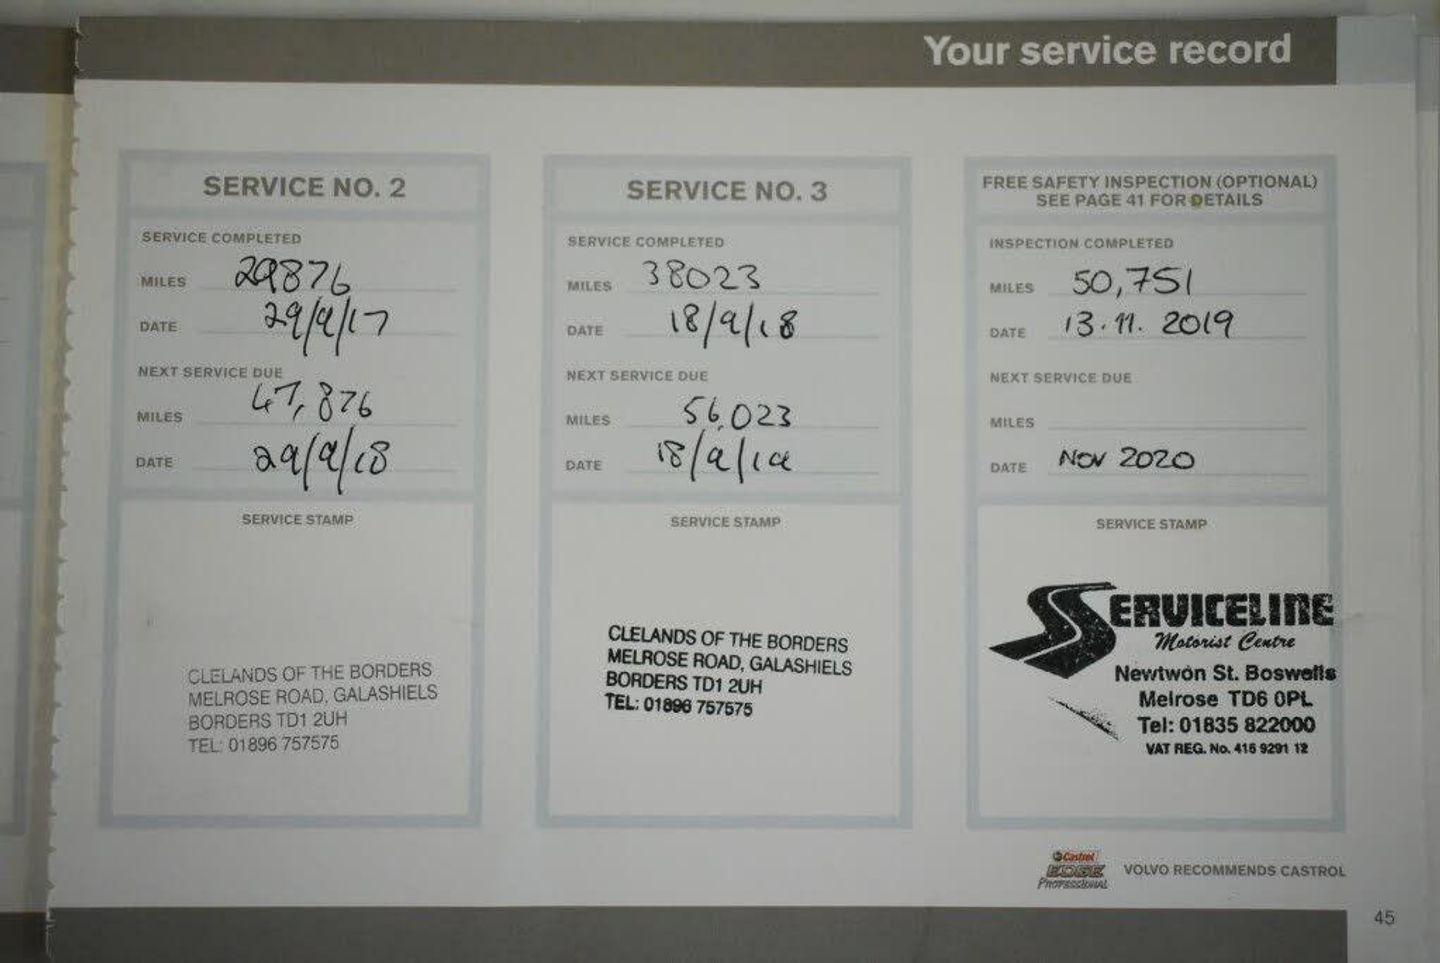 Your service record
SERVICE NO. 2
SERVICE COMPLETED
MILES 29876
DATE 29/9/17
NEXT SERVICE DUE
MILES 47,876
DATE 29/9/18
SERVICE STAMP
CLELANDS OF THE BORDERS
MELROSE ROAD, GALASHIELS
BORDERS TD1 2UH
TEL: 01896 757575
SERVICE NO. 3
SERVICE COMPLETED
MILES 38023
DATE 18/9/18
NEXT SERVICE DUE
MILES 56,023
DATE 18/9/19
SERVICE STAMP
CLELANDS OF THE BORDERS
MELROSE ROAD, GALASHIELS
BORDERS TD1 2UH
TEL: 01896 757575
FREE SAFETY INSPECTION (OPTIONAL)
SEE PAGE 41 FOR DETAILS
INSPECTION COMPLETED
MILES 50,751
DATE 13.11.2019
NEXT SERVICE DUE
MILES
DATE NOV 2020
SERVICE STAMP
SERVICELINE
Motorist Centre
Newtwon St. Boswells
Melrose TD6 0PL
Tel: 01835 822000
VAT REG. No. 416 9291 12
Castrol
EDGE
Professional
VOLVO RECOMMENDS CASTROL
45